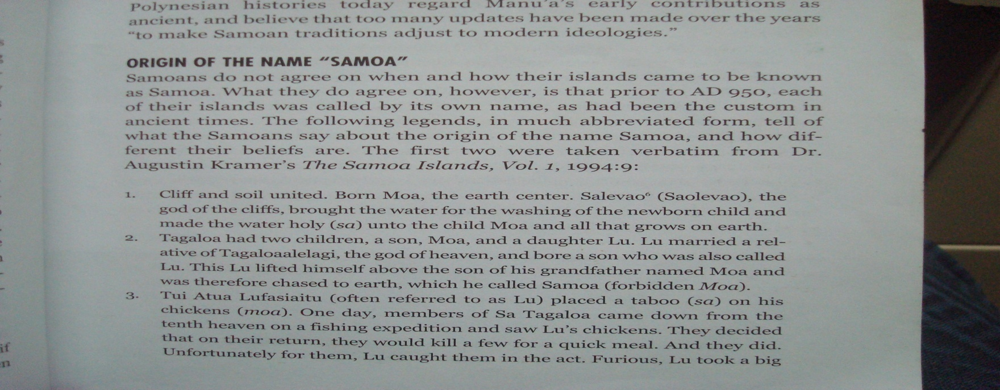 Polynesian histories today regard Manu'a's early contributions as
ancient, and believe that too many updates have been made over the years
“to make Samoan traditions adjust to modern ideologies.”
ORIGIN OF THE NAME “SAMOA”
Samoans do not agree on when and how their islands came to be known
as Samoa. What they do agree on, however, is that prior to AD 950, each
of their islands was called by its own name, as had been the custom in
ancient times. The following legends, in much abbreviated form, tell of
what the Samoans say about the origin of the name Samoa, and how dif-
ferent their beliefs are. The first two were taken verbatim from Dr.
Augustin Kramer's The Samoa Islands, Vol. 1, 1994:9:
1. Cliff and soil united. Born Moa, the earth center. Salevao⁶ (Saolevao), the
god of the cliffs, brought the water for the washing of the newborn child and
made the water holy (sa) unto the child Moa and all that grows on earth.
2. Tagaloa had two children, a son, Moa, and a daughter Lu. Lu married a rel-
ative of Tagaloaalelagi, the god of heaven, and bore a son who was also called
Lu. This Lu lifted himself above the son of his grandfather named Moa and
was therefore chased to earth, which he called Samoa (forbidden Moa).
3. Tui Atua Lufasiaitu (often referred to as Lu) placed a taboo (sa) on his
chickens (moa). One day, members of Sa Tagaloa came down from the
tenth heaven on a fishing expedition and saw Lu's chickens. They decided
that on their return, they would kill a few for a quick meal. And they did.
Unfortunately for them, Lu caught them in the act. Furious, Lu took a big
if